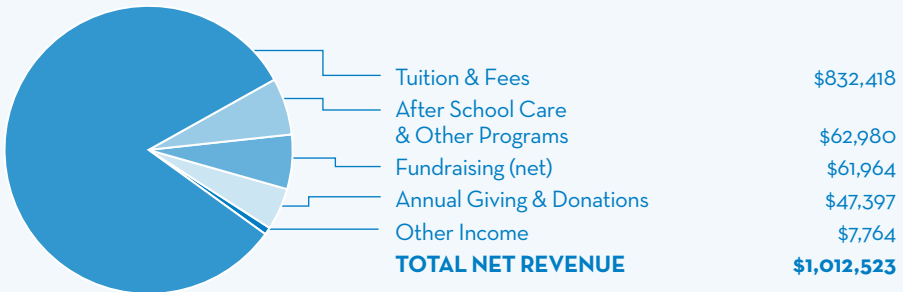 Tuition & Fees $832,418
After School Care
& Other Programs $62,980
Fundraising (net) $61,964
Annual Giving & Donations $47,397
Other Income $7,764
TOTAL NET REVENUE $1,012,523